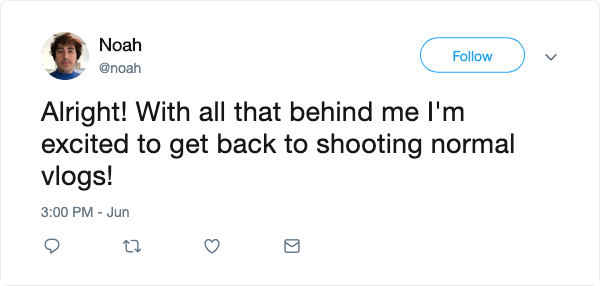 Noah
@noah
Follow
Alright! With all that behind me I'm
excited to get back to shooting normal
vlogs!
3:00 PM - Jun